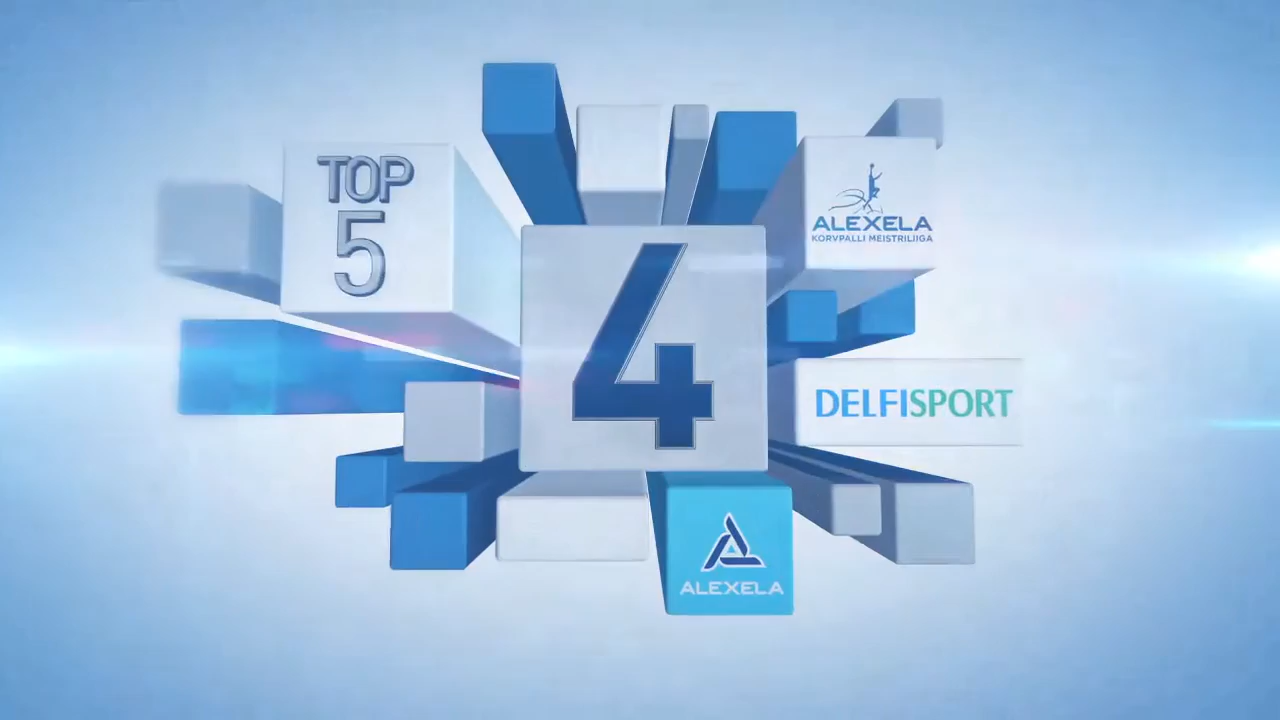 TOP
5
4
ALEXELA
KORVPALLI MEISTRILIIGA
DELFISPORT
ALEXELA